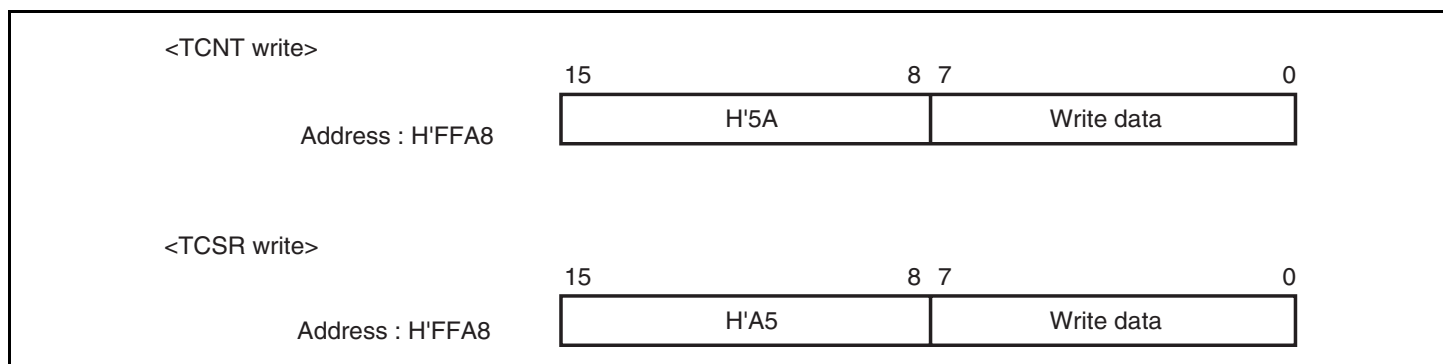 <TCNT write>
15 8 7 0
Address : H'FFA8 H'5A Write data
<TCSR write>
15 8 7 0
Address : H'FFA8 H'A5 Write data